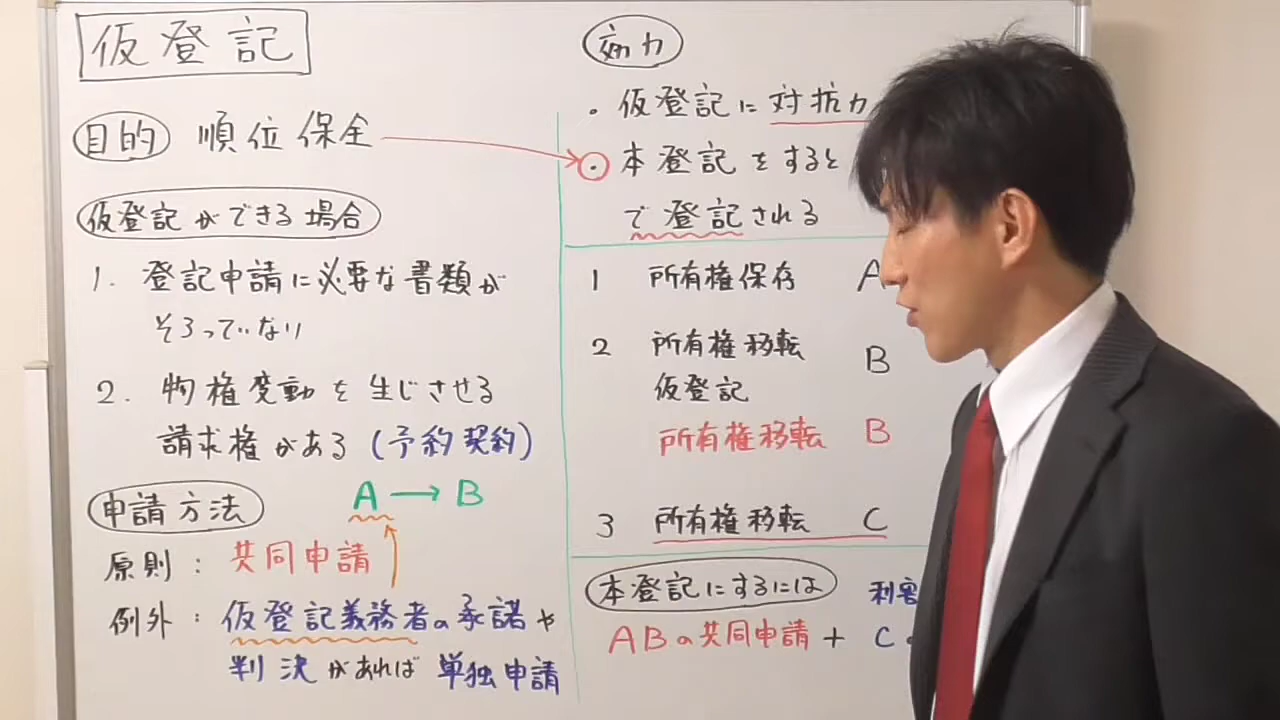 仮登記
目的 順位保全
仮登記ができる場合
1. 登記申請に必要な書類が
そろっていない
2. 物権変動を生じさせる
請求権がある(予約契約)
申請方法 A → B
原則: 共同申請
例外: 仮登記義務者の承諾や
判決があれば 単独申請
効力
・仮登記に対抗力
・本登記をすると
で登記される
1 所有権保存 A
2 所有権移転 B
仮登記
所有権移転 B
3 所有権移転 C
本登記にするには 利害
ABの共同申請 + C